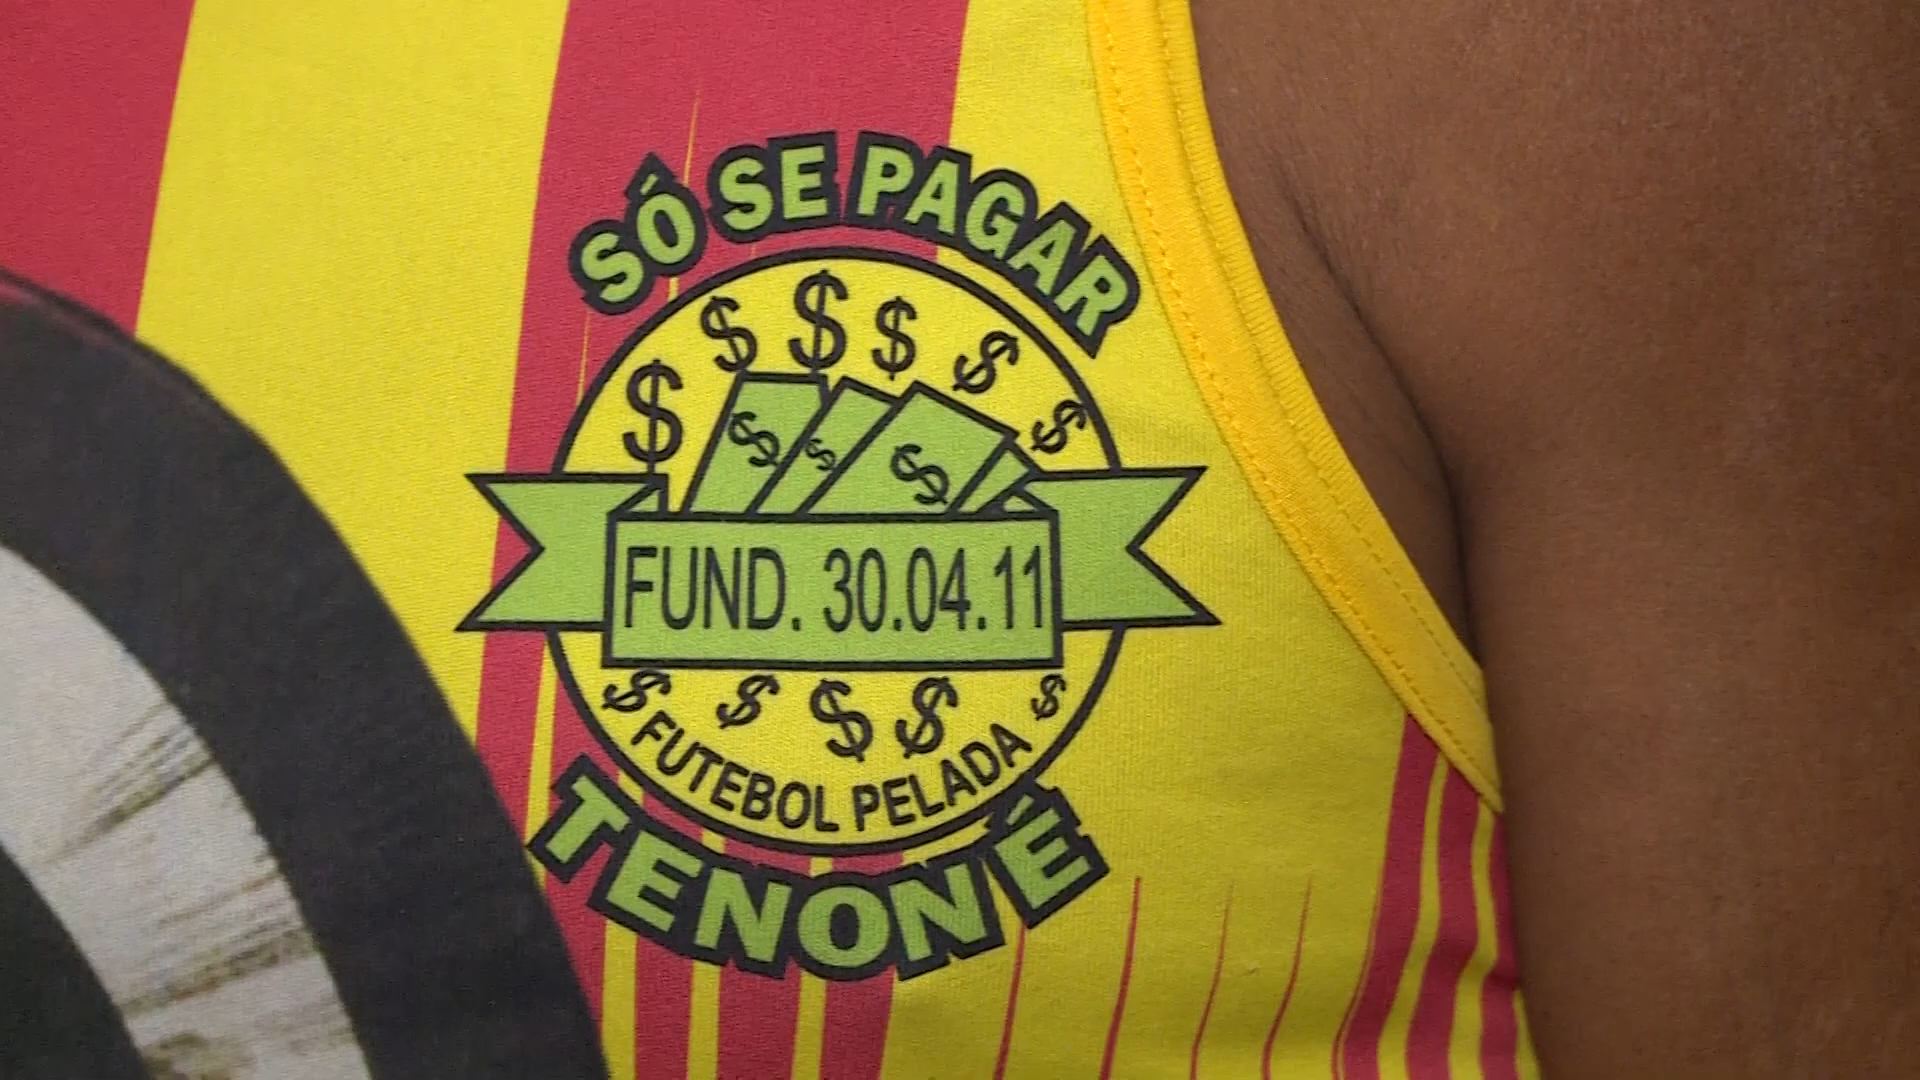 SÓ SE PAGAR
$ $ $ $ $ $
$ $ $
FUND. 30.04.11
$ $ $ $ $
FUTEBOL PELADA
TENONÉ